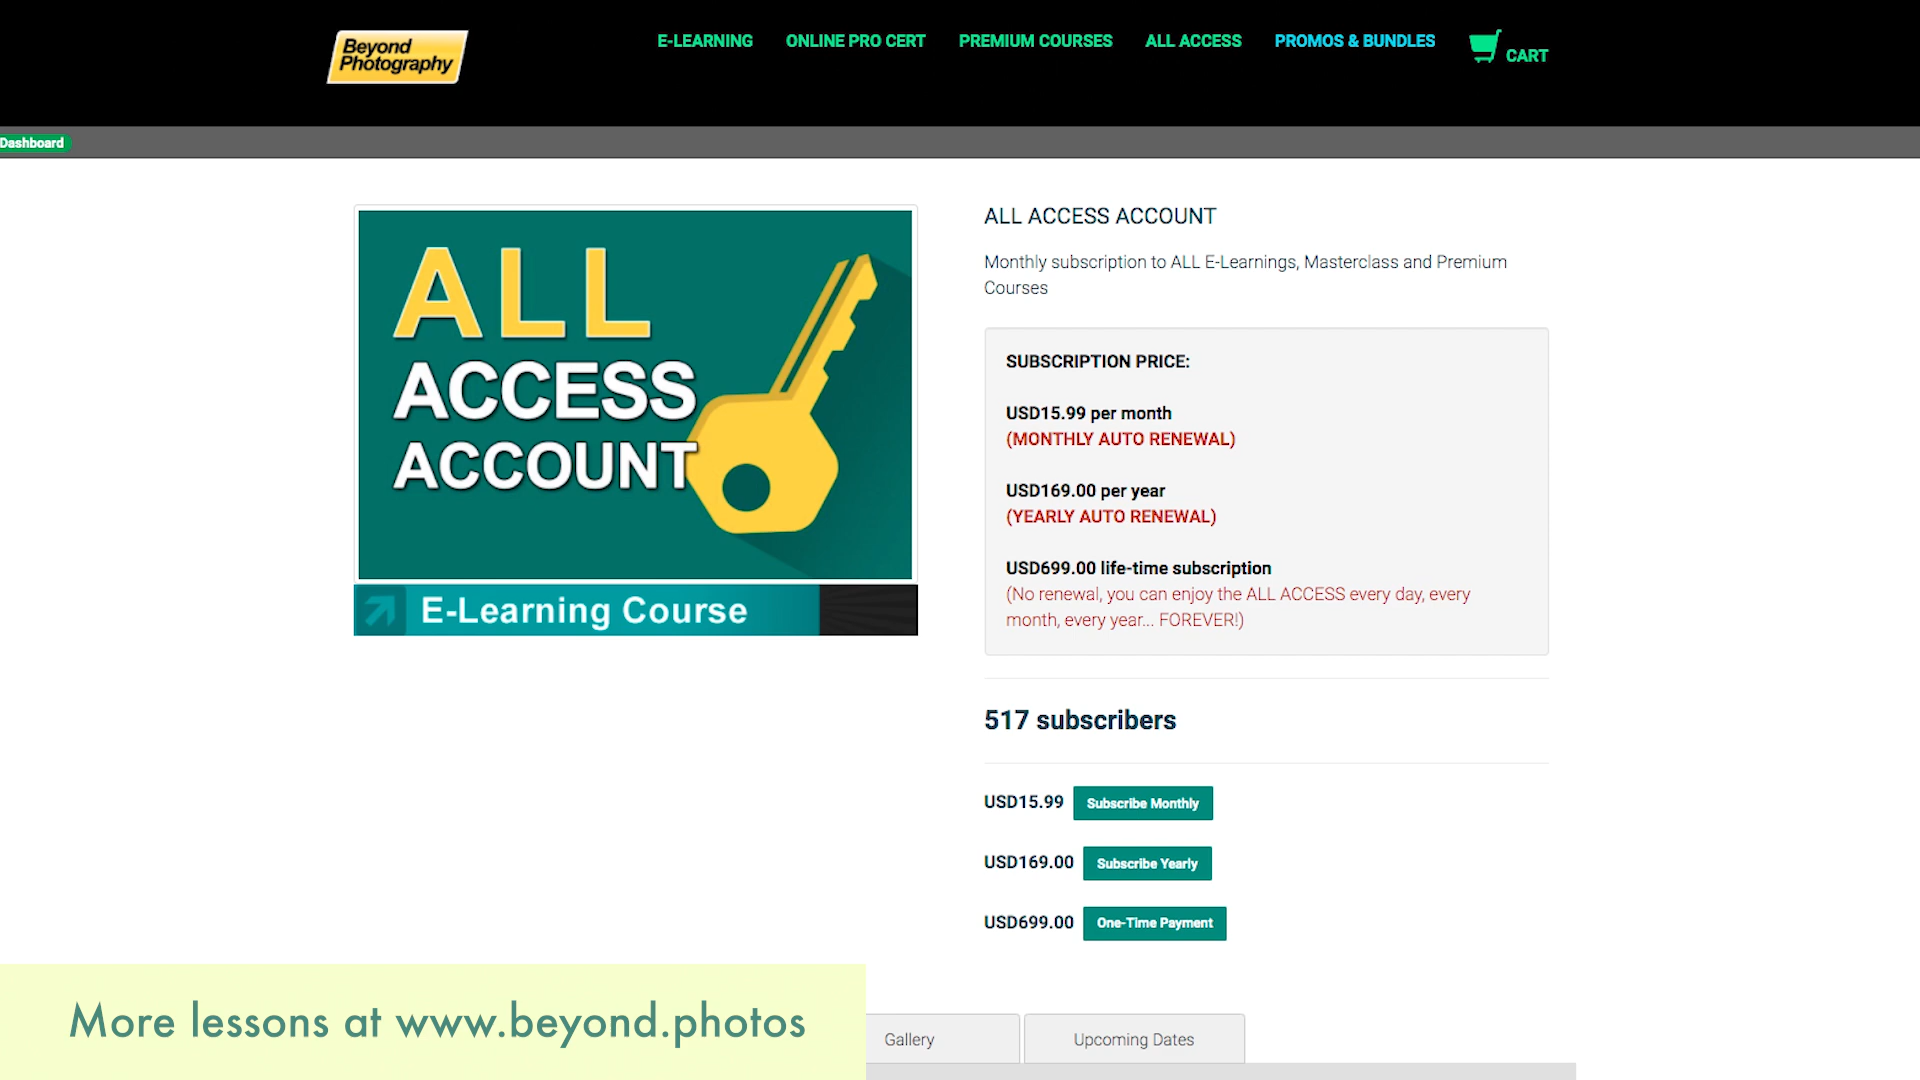 Beyond
Photography
E-LEARNING
ONLINE PRO CERT
PREMIUM COURSES
ALL ACCESS
PROMOS & BUNDLES
CART
Dashboard
ALL
ACCESS
ACCOUNT
E-Learning Course
ALL ACCESS ACCOUNT
Monthly subscription to ALL E-Learnings, Masterclass and Premium
Courses
SUBSCRIPTION PRICE:
USD15.99 per month
(MONTHLY AUTO RENEWAL)
USD169.00 per year
(YEARLY AUTO RENEWAL)
USD699.00 life-time subscription
(No renewal, you can enjoy the ALL ACCESS every day, every
month, every year... FOREVER!)
517 subscribers
USD15.99 Subscribe Monthly
USD169.00 Subscribe Yearly
USD699.00 One-Time Payment
More lessons at www.beyond.photos
Gallery
Upcoming Dates